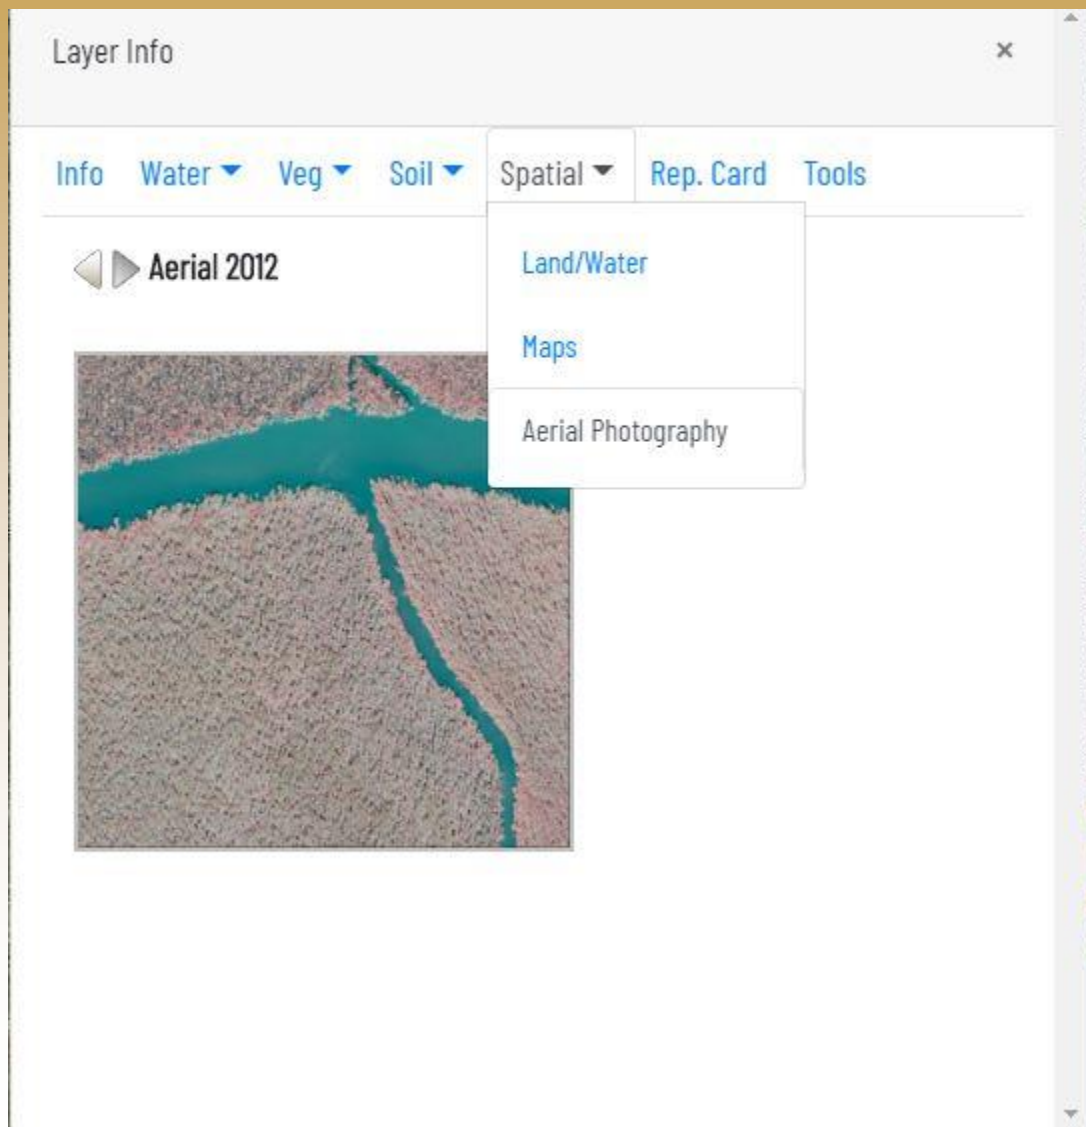 Layer Info ×
Info Water Veg Soil Spatial Rep. Card Tools
Aerial 2012
Land/Water
Maps
Aerial Photography